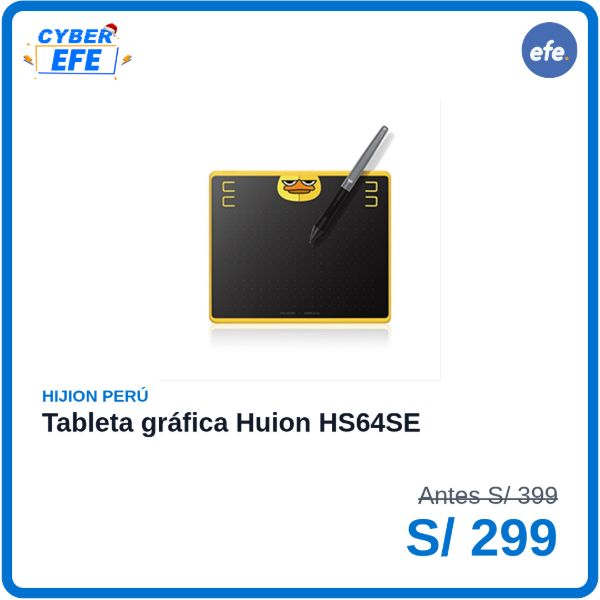 CYBER
EFE
efe.
HIJION PERÚ
Tableta gráfica Huion HS64SE
Antes S/ 399
S/ 299